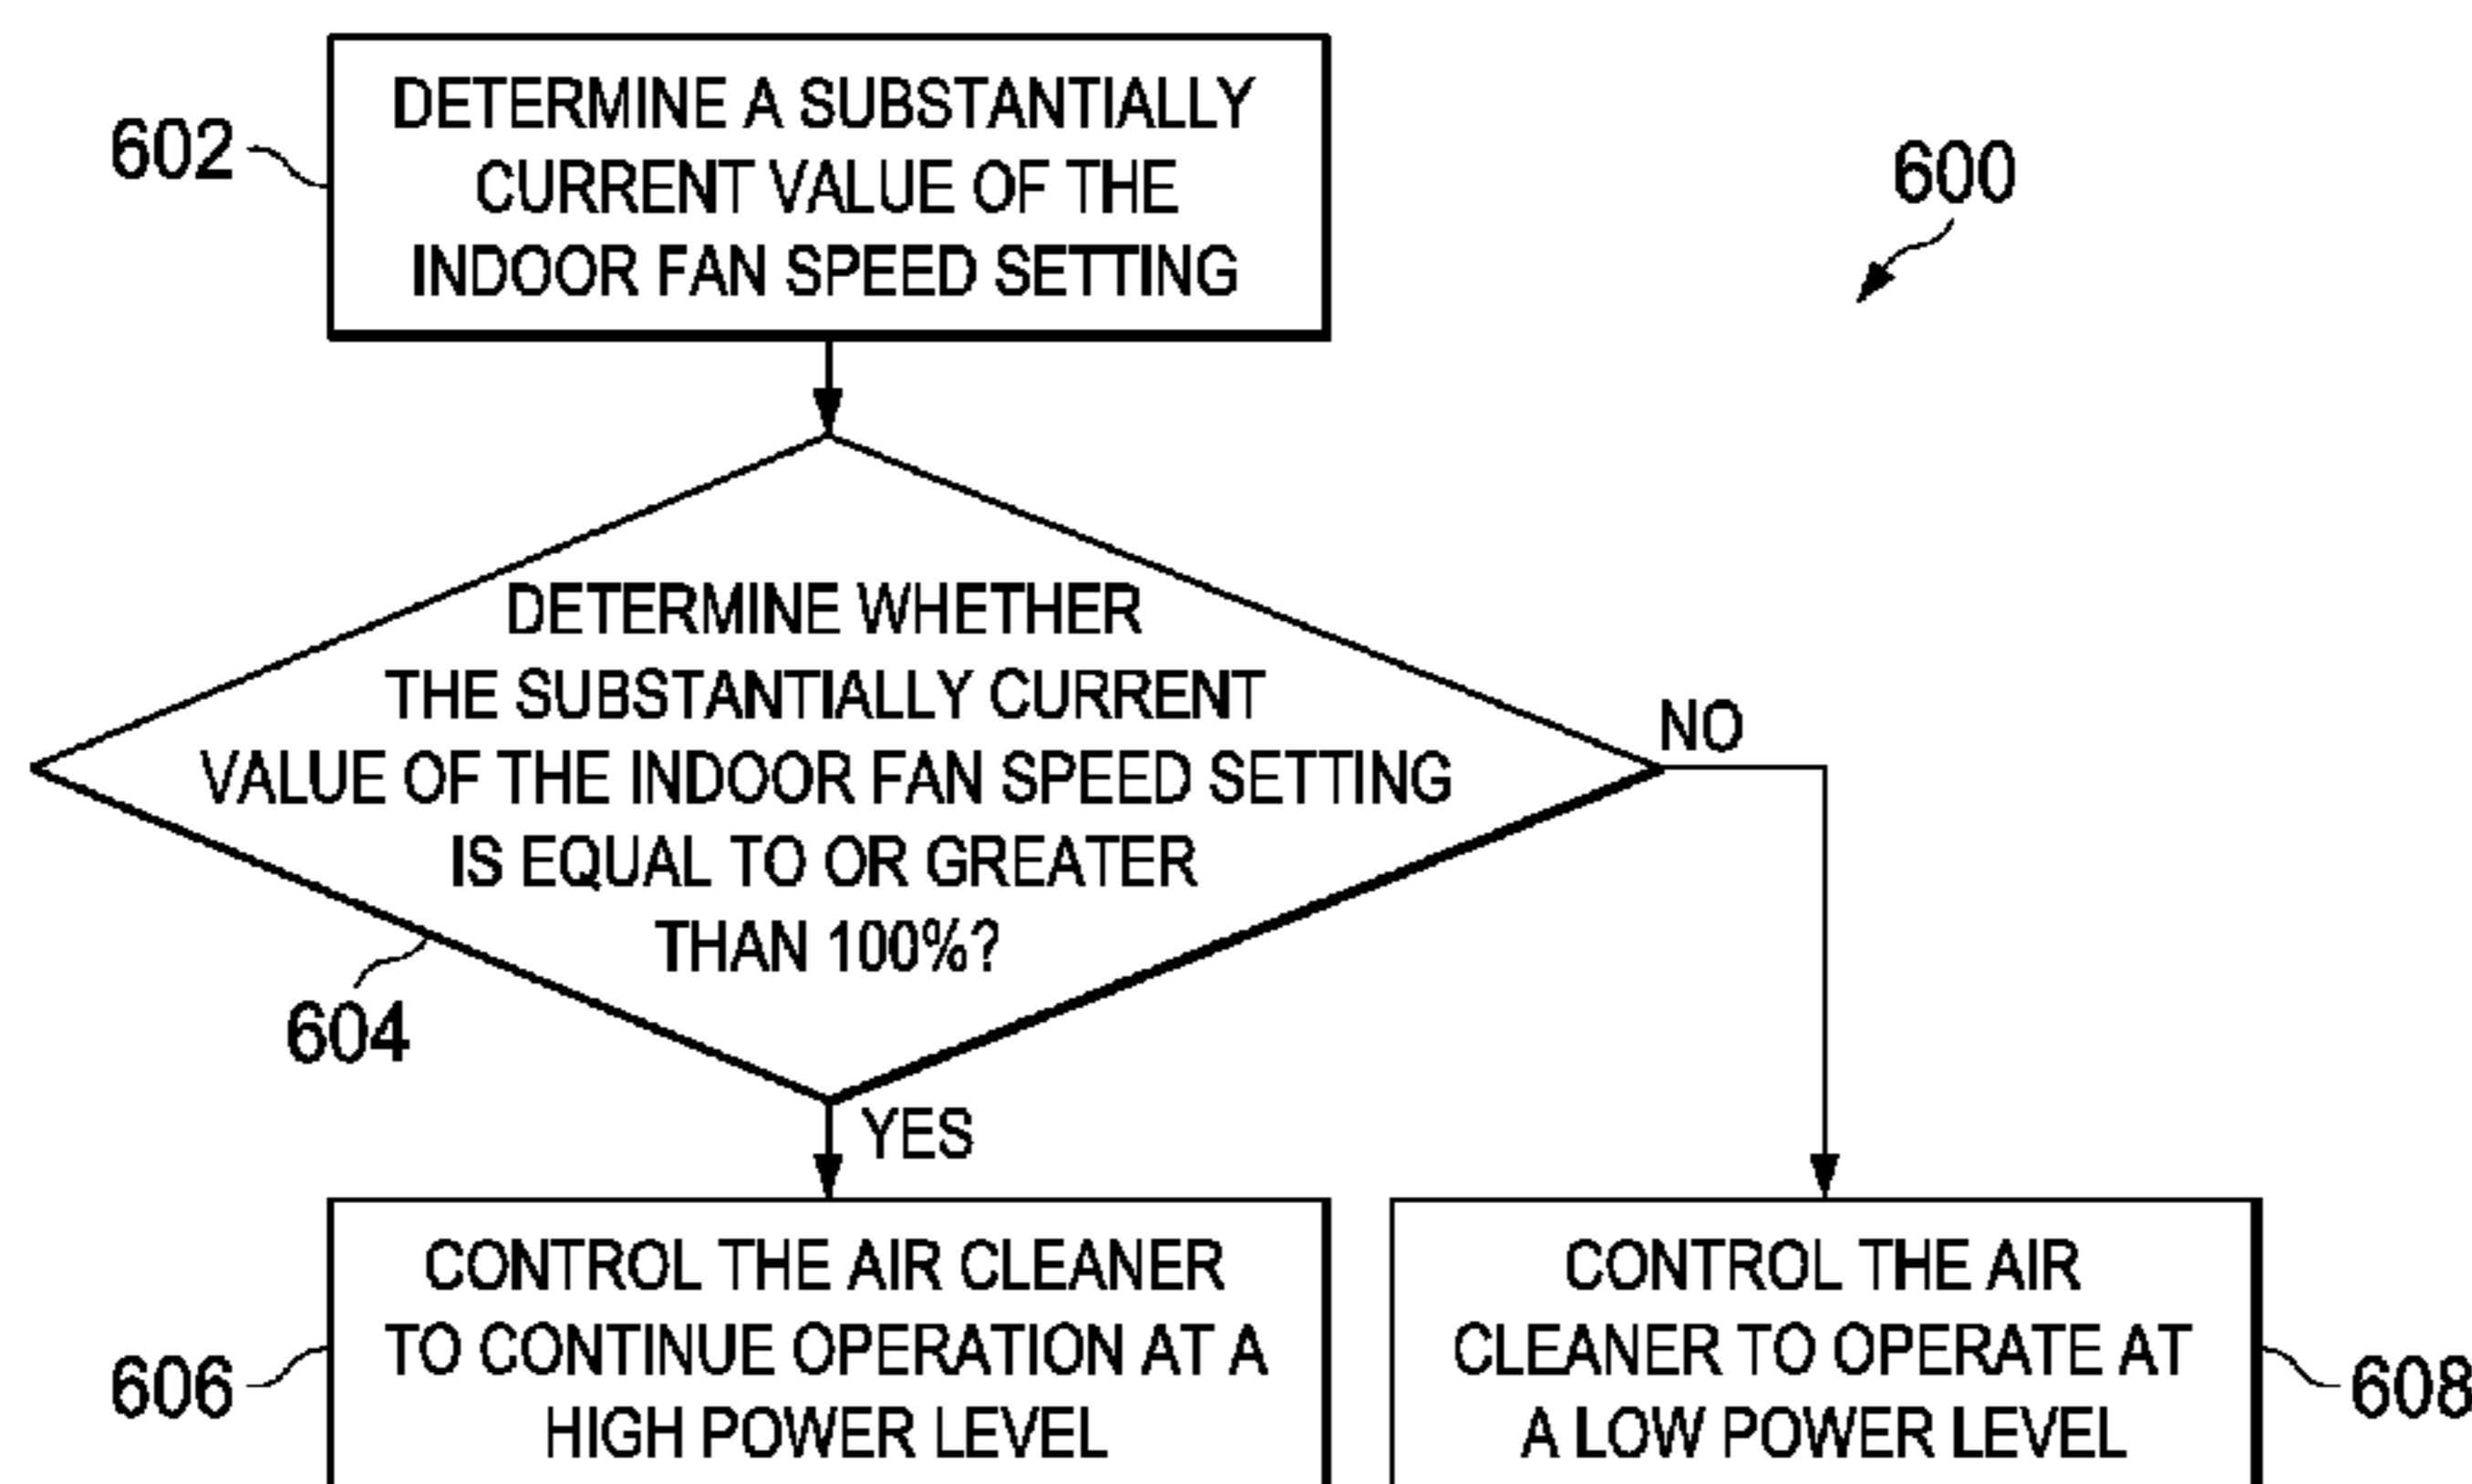 DETERMINE A SUBSTANTIALLY
CURRENT VALUE OF THE
INDOOR FAN SPEED SETTING
602
600
DETERMINE WHETHER
THE SUBSTANTIALLY CURRENT
VALUE OF THE INDOOR FAN SPEED SETTING
IS EQUAL TO OR GREATER
THAN 100%?
NO
604
YES
CONTROL THE AIR CLEANER
TO CONTINUE OPERATION AT A
HIGH POWER LEVEL
606
CONTROL THE AIR
CLEANER TO OPERATE AT
A LOW POWER LEVEL
608